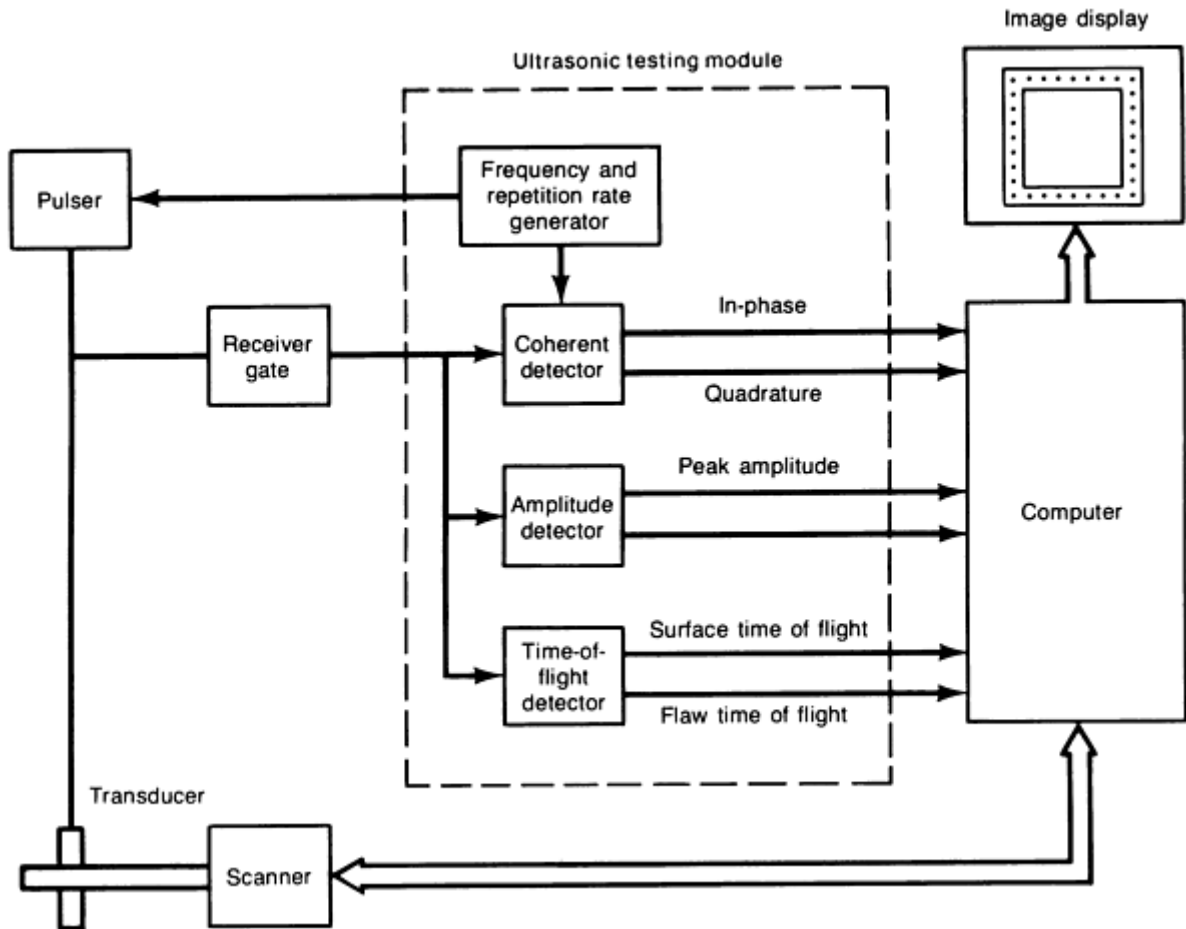 Image display
Ultrasonic testing module
Pulser
Frequency and
repetition rate
generator
Receiver
gate
Coherent
detector
In-phase
Quadrature
Amplitude
detector
Peak amplitude
Computer
Time-of-
flight
detector
Surface time of flight
Flaw time of flight
Transducer
Scanner